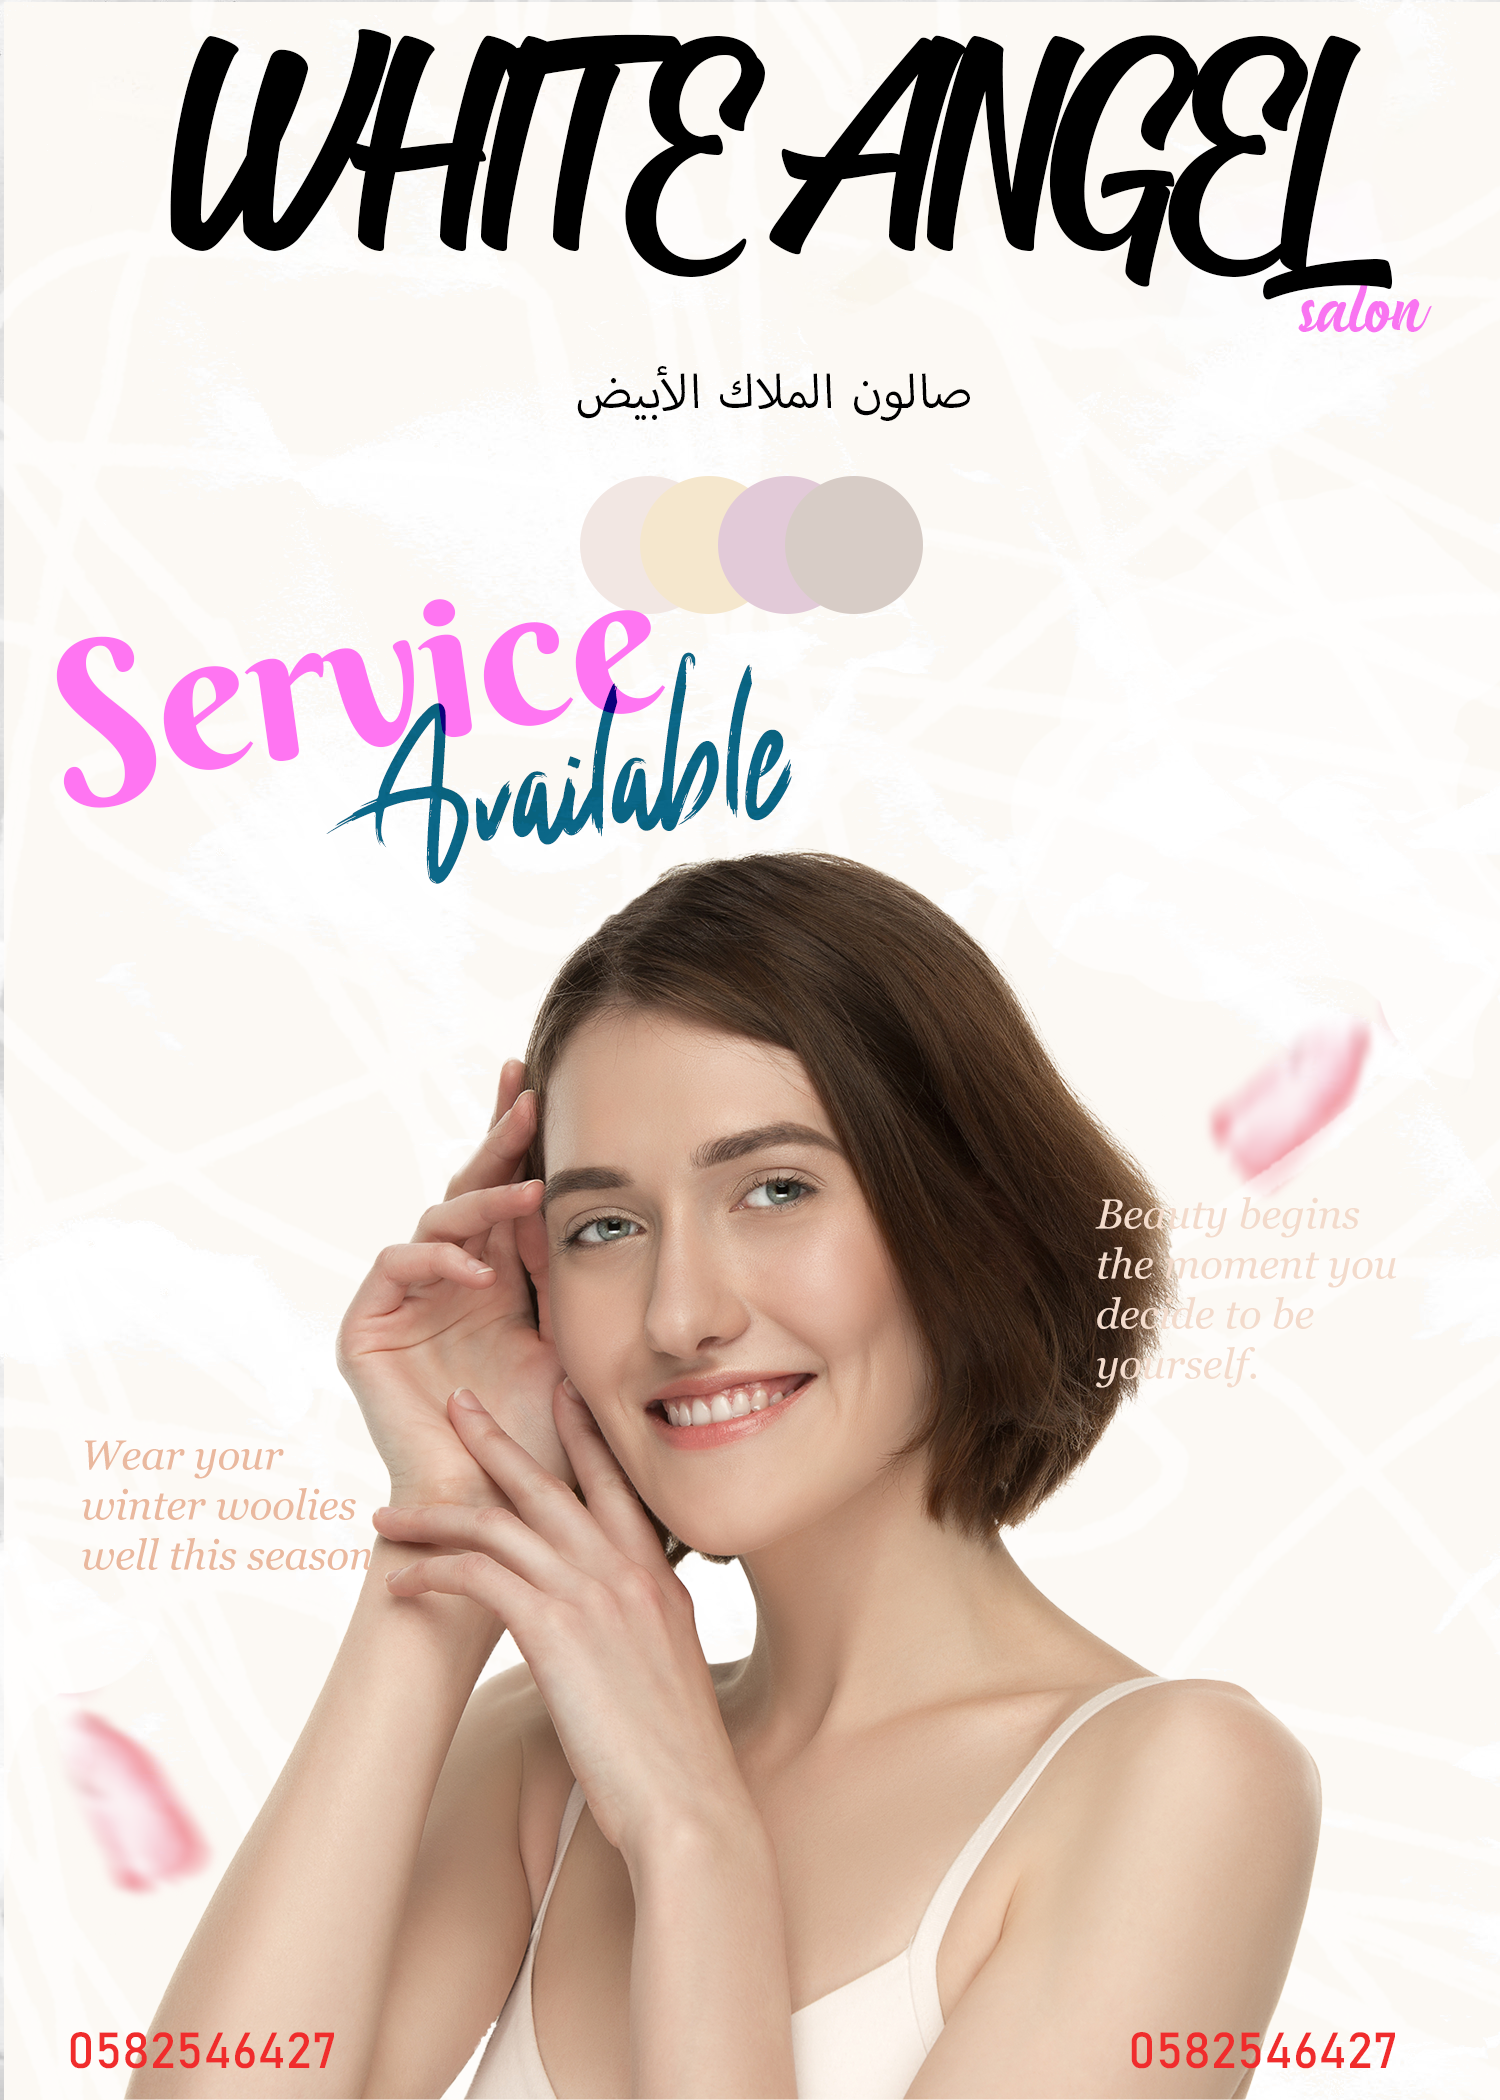 WHITE ANGEL
salon
صالون الملاك الأبيض
Service
Available
Beauty begins
the moment you
decide to be
yourself.
Wear your
winter woolies
well this season
0582546427
0582546427